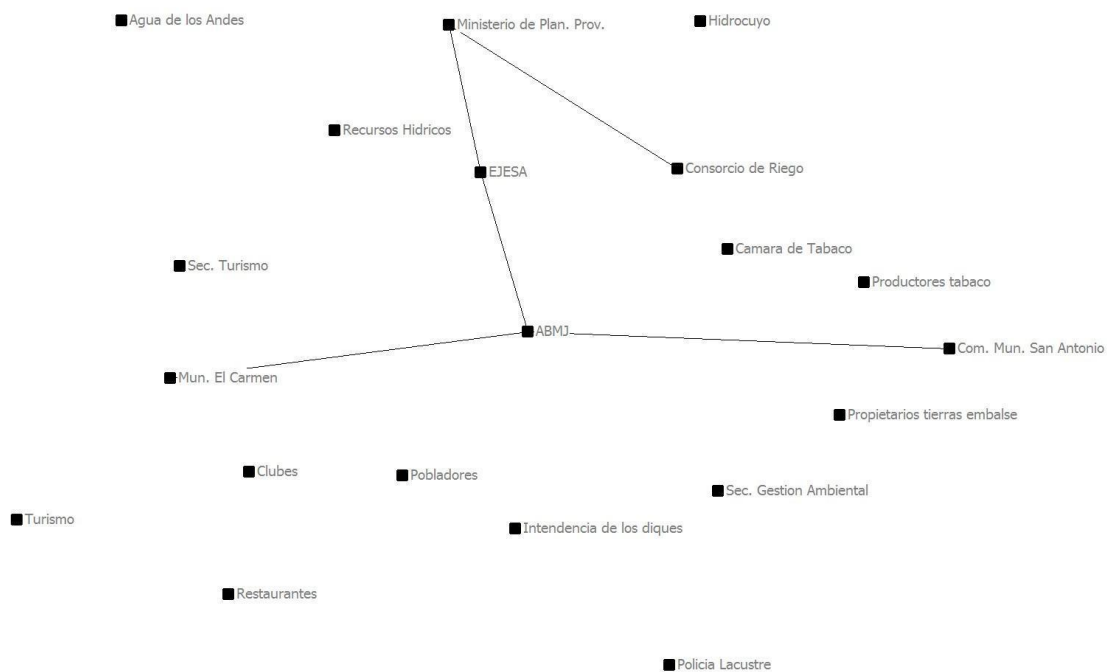 Agua de los Andes
Ministerio de Plan. Prov.
Hidrocuyo
Recursos Hidricos
EJESA
Consorcio de Riego
Camara de Tabaco
Sec. Turismo
Productores tabaco
ABMJ
Com. Mun. San Antonio
Mun. El Carmen
Propietarios tierras embalse
Clubes
Pobladores
Sec. Gestion Ambiental
Turismo
Intendencia de los diques
Restaurantes
Policia Lacustre